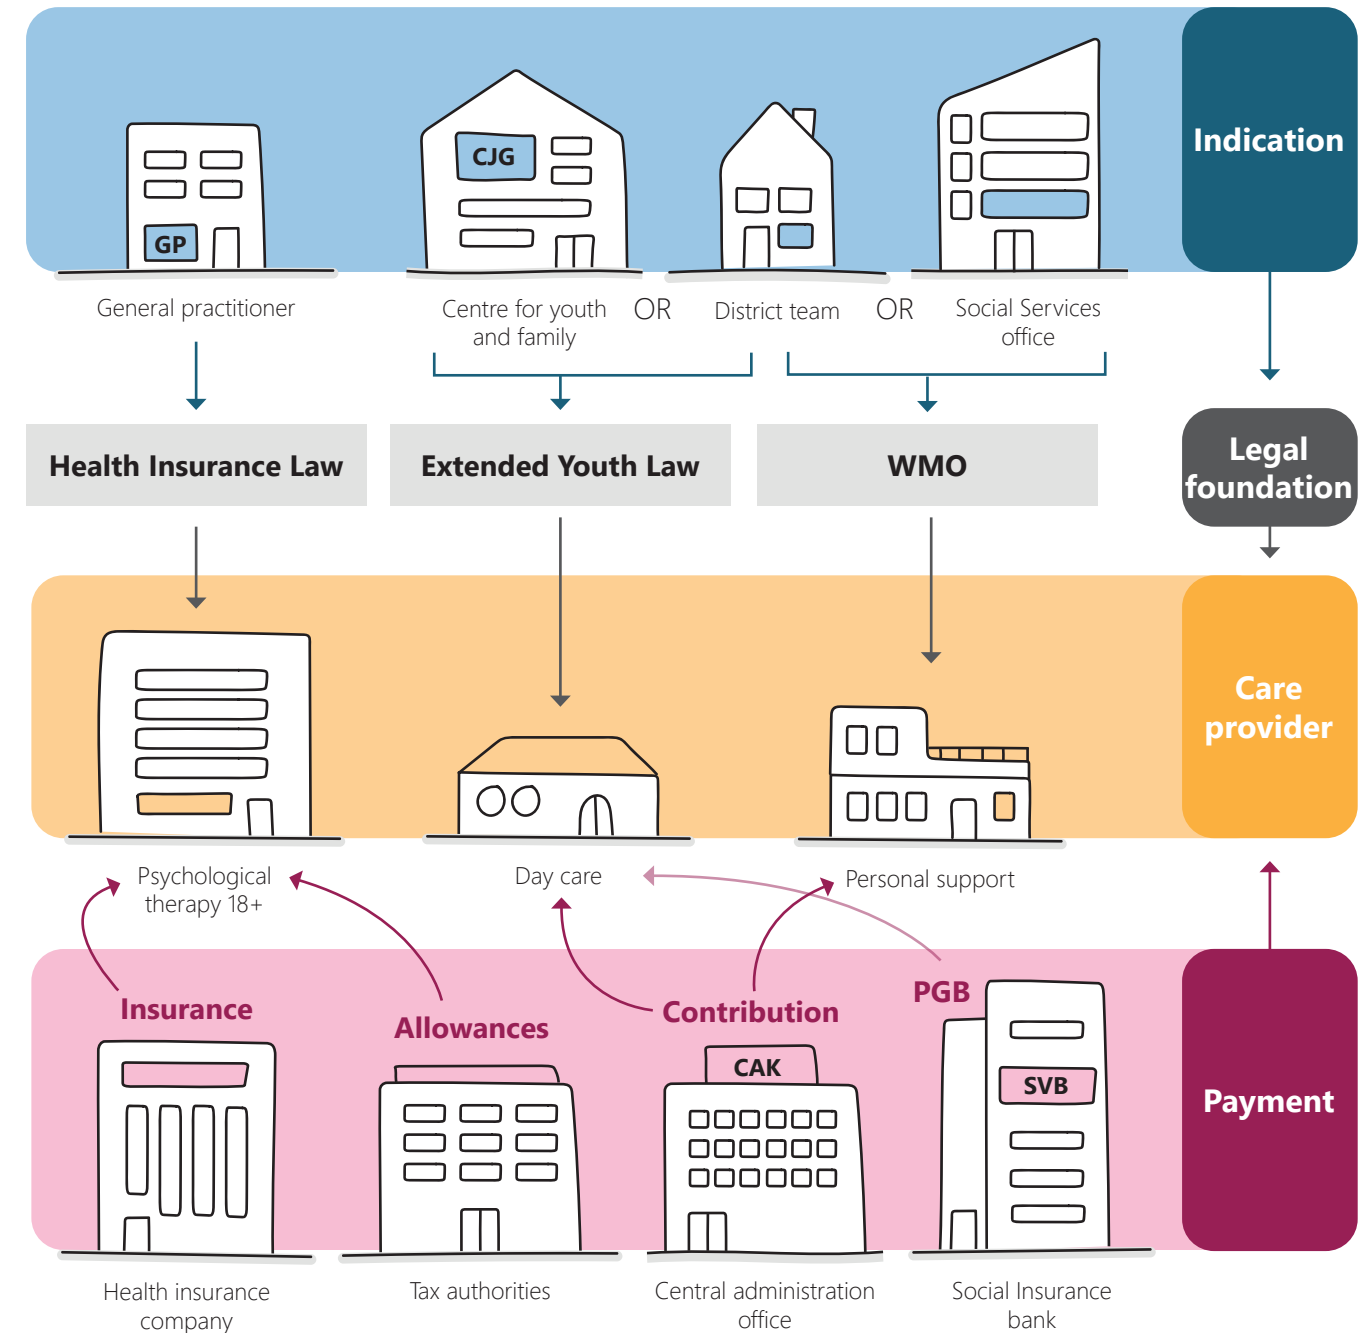 Indication
CJG
GP
General practitioner
Centre for youth
and family
OR
District team
OR
Social Services
office
Health Insurance Law
Extended Youth Law
WMO
Legal
foundation
Care
provider
Psychological
therapy 18+
Day care
Personal support
Insurance
Allowances
Contribution
PGB
CAK
SVB
Payment
Health insurance
company
Tax authorities
Central administration
office
Social Insurance
bank